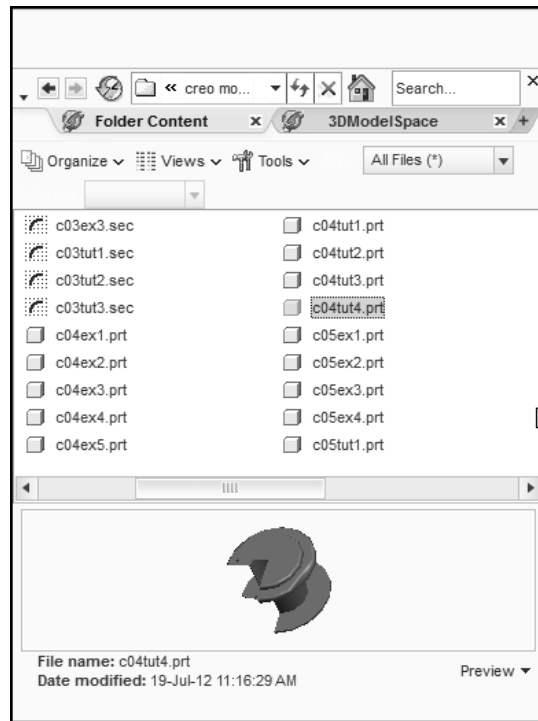 « creo mo... Search...
Folder Content 3DModelSpace
Organize Views Tools All Files (*)
c03ex3.sec c04tut1.prt
c03tut1.sec c04tut2.prt
c03tut2.sec c04tut3.prt
c03tut3.sec c04tut4.prt
c04ex1.prt c05ex1.prt
c04ex2.prt c05ex2.prt
c04ex3.prt c05ex3.prt
c04ex4.prt c05ex4.prt
c04ex5.prt c05tut1.prt
File name: c04tut4.prt
Date modified: 19-Jul-12 11:16:29 AM
Preview